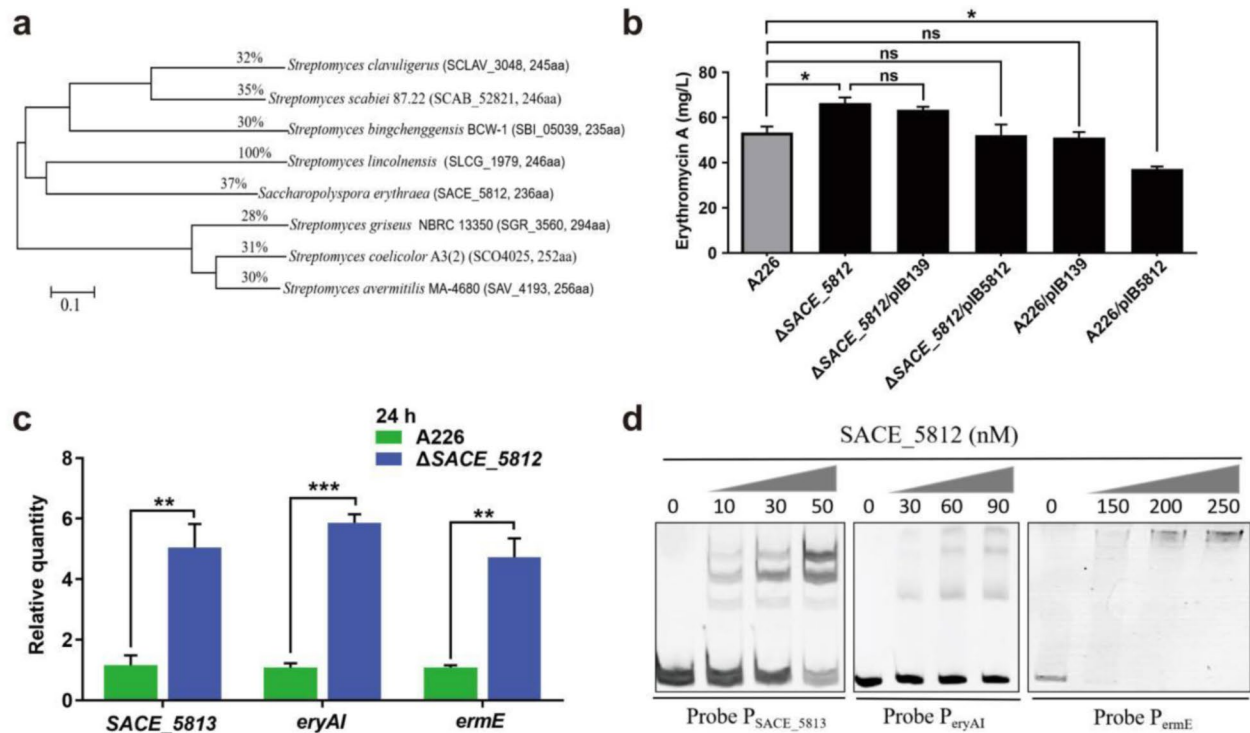 a
32%
Streptomyces clavuligerus (SCLAV_3048, 245aa)
35%
Streptomyces scabiei 87.22 (SCAB_52821, 246aa)
30%
Streptomyces bingchenggensis BCW-1 (SBI_05039, 235aa)
100%
Streptomyces lincolnensis (SLCG_1979, 246aa)
37%
Saccharopolyspora erythraea (SACE_5812, 236aa)
28%
Streptomyces griseus NBRC 13350 (SGR_3560, 294aa)
31%
Streptomyces coelicolor A3(2) (SCO4025, 252aa)
30%
Streptomyces avermitilis MA-4680 (SAV_4193, 256aa)
0.1
b
*
ns
ns
* ns
Erythromycin A (mg/L)
80
60
40
20
0
A226
ΔSACE_5812
ΔSACE_5812/pIB139
ΔSACE_5812/pIB5812
A226/pIB139
A226/pIB5812
c
24 h
A226
ΔSACE_5812
Relative quantity
8
6
4
2
0
** *** **
SACE_5813 eryAI ermE
d
SACE_5812 (nM)
0 10 30 50 0 30 60 90 0 150 200 250
Probe PSACE_5813 Probe PeryAI Probe PermE